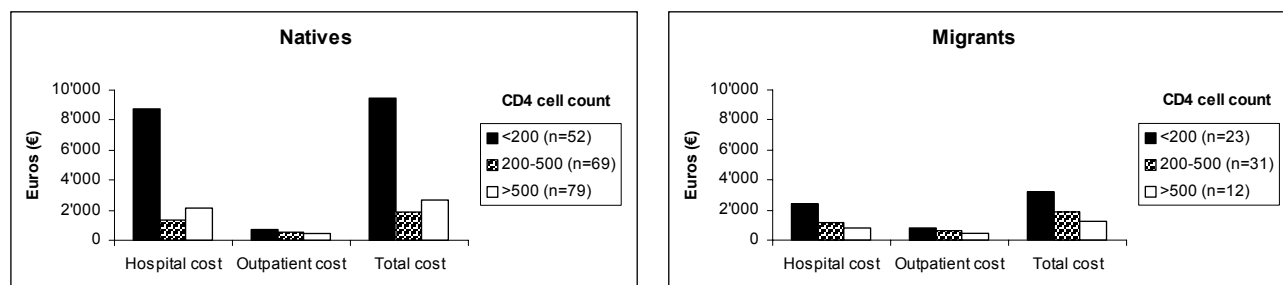 Natives
Euros (€)
10'000
8'000
6'000
4'000
2'000
0
Hospital cost Outpatient cost Total cost
CD4 cell count
<200 (n=52)
200-500 (n=69)
>500 (n=79)
Migrants
Euros (€)
10'000
8'000
6'000
4'000
2'000
0
Hospital cost Outpatient cost Total cost
CD4 cell count
<200 (n=23)
200-500 (n=31)
>500 (n=12)